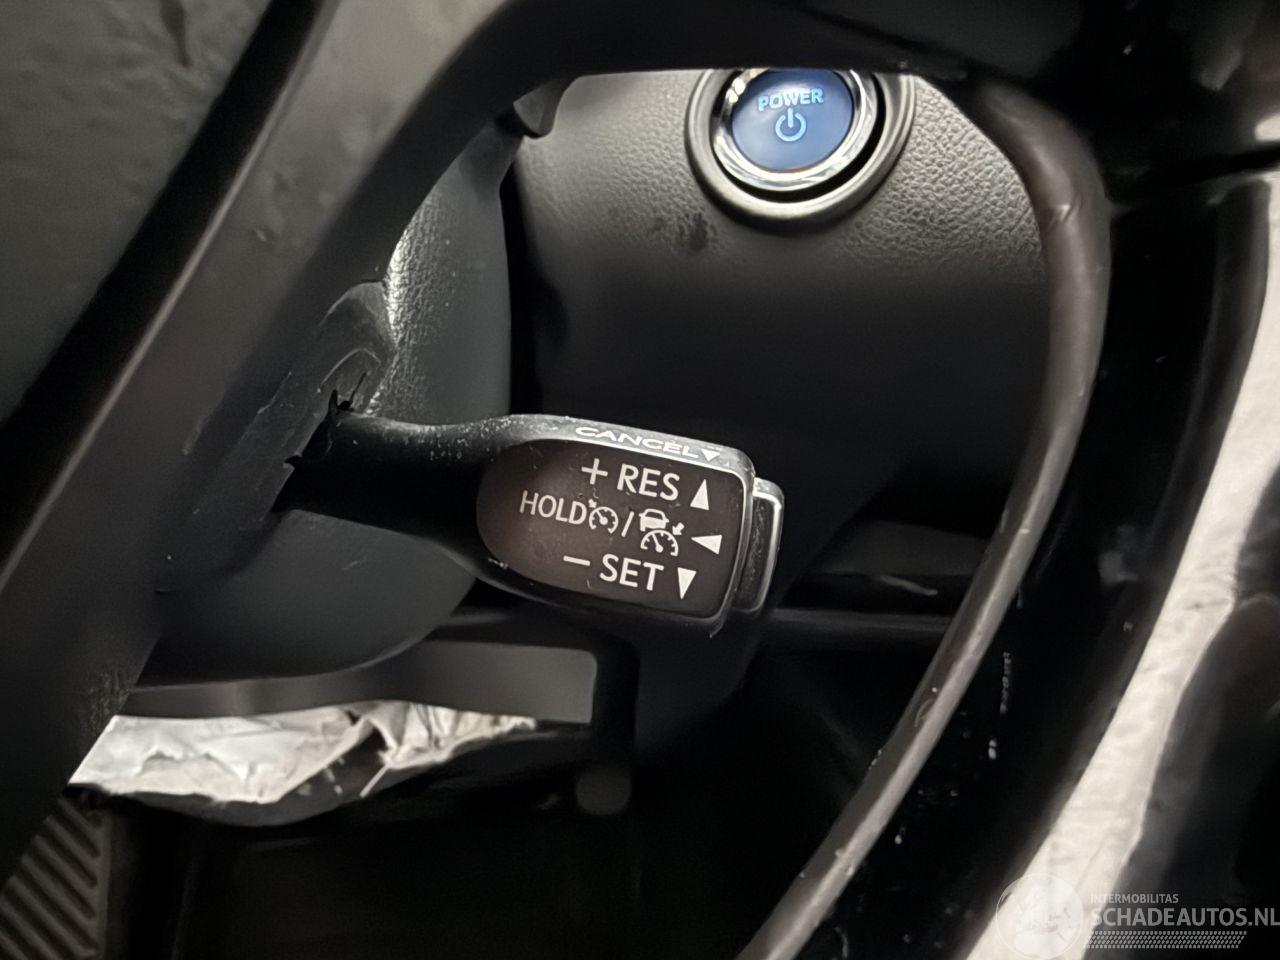 POWER
CANCEL
+ RES
HOLD /
− SET
INTERMOBILITAS
SCHADEAUTOS.NL